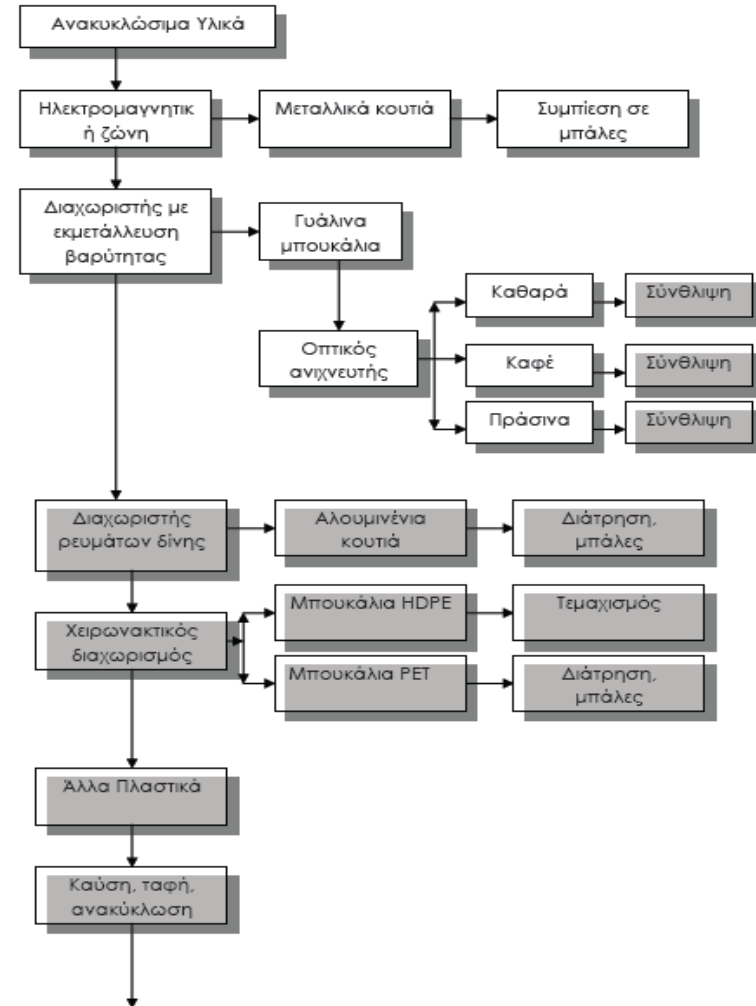 Ανακυκλώσιμα Υλικά
Ηλεκτρομαγνητικ
ή ζώνη
Μεταλλικά κουτιά
Συμπίεση σε
μπάλες
Διαχωριστής με
εκμετάλλευση
βαρύτητας
Γυάλινα
μπουκάλια
Οπτικός
ανιχνευτής
Καθαρά
Σύνθλιψη
Καφέ
Σύνθλιψη
Πράσινα
Σύνθλιψη
Διαχωριστής
ρευμάτων δίνης
Αλουμινένια
κουτιά
Διάτρηση,
μπάλες
Χειρωνακτικός
διαχωρισμός
Μπουκάλια HDPE
Τεμαχισμός
Μπουκάλια PET
Διάτρηση,
μπάλες
Άλλα Πλαστικά
Καύση, ταφή,
ανακύκλωση